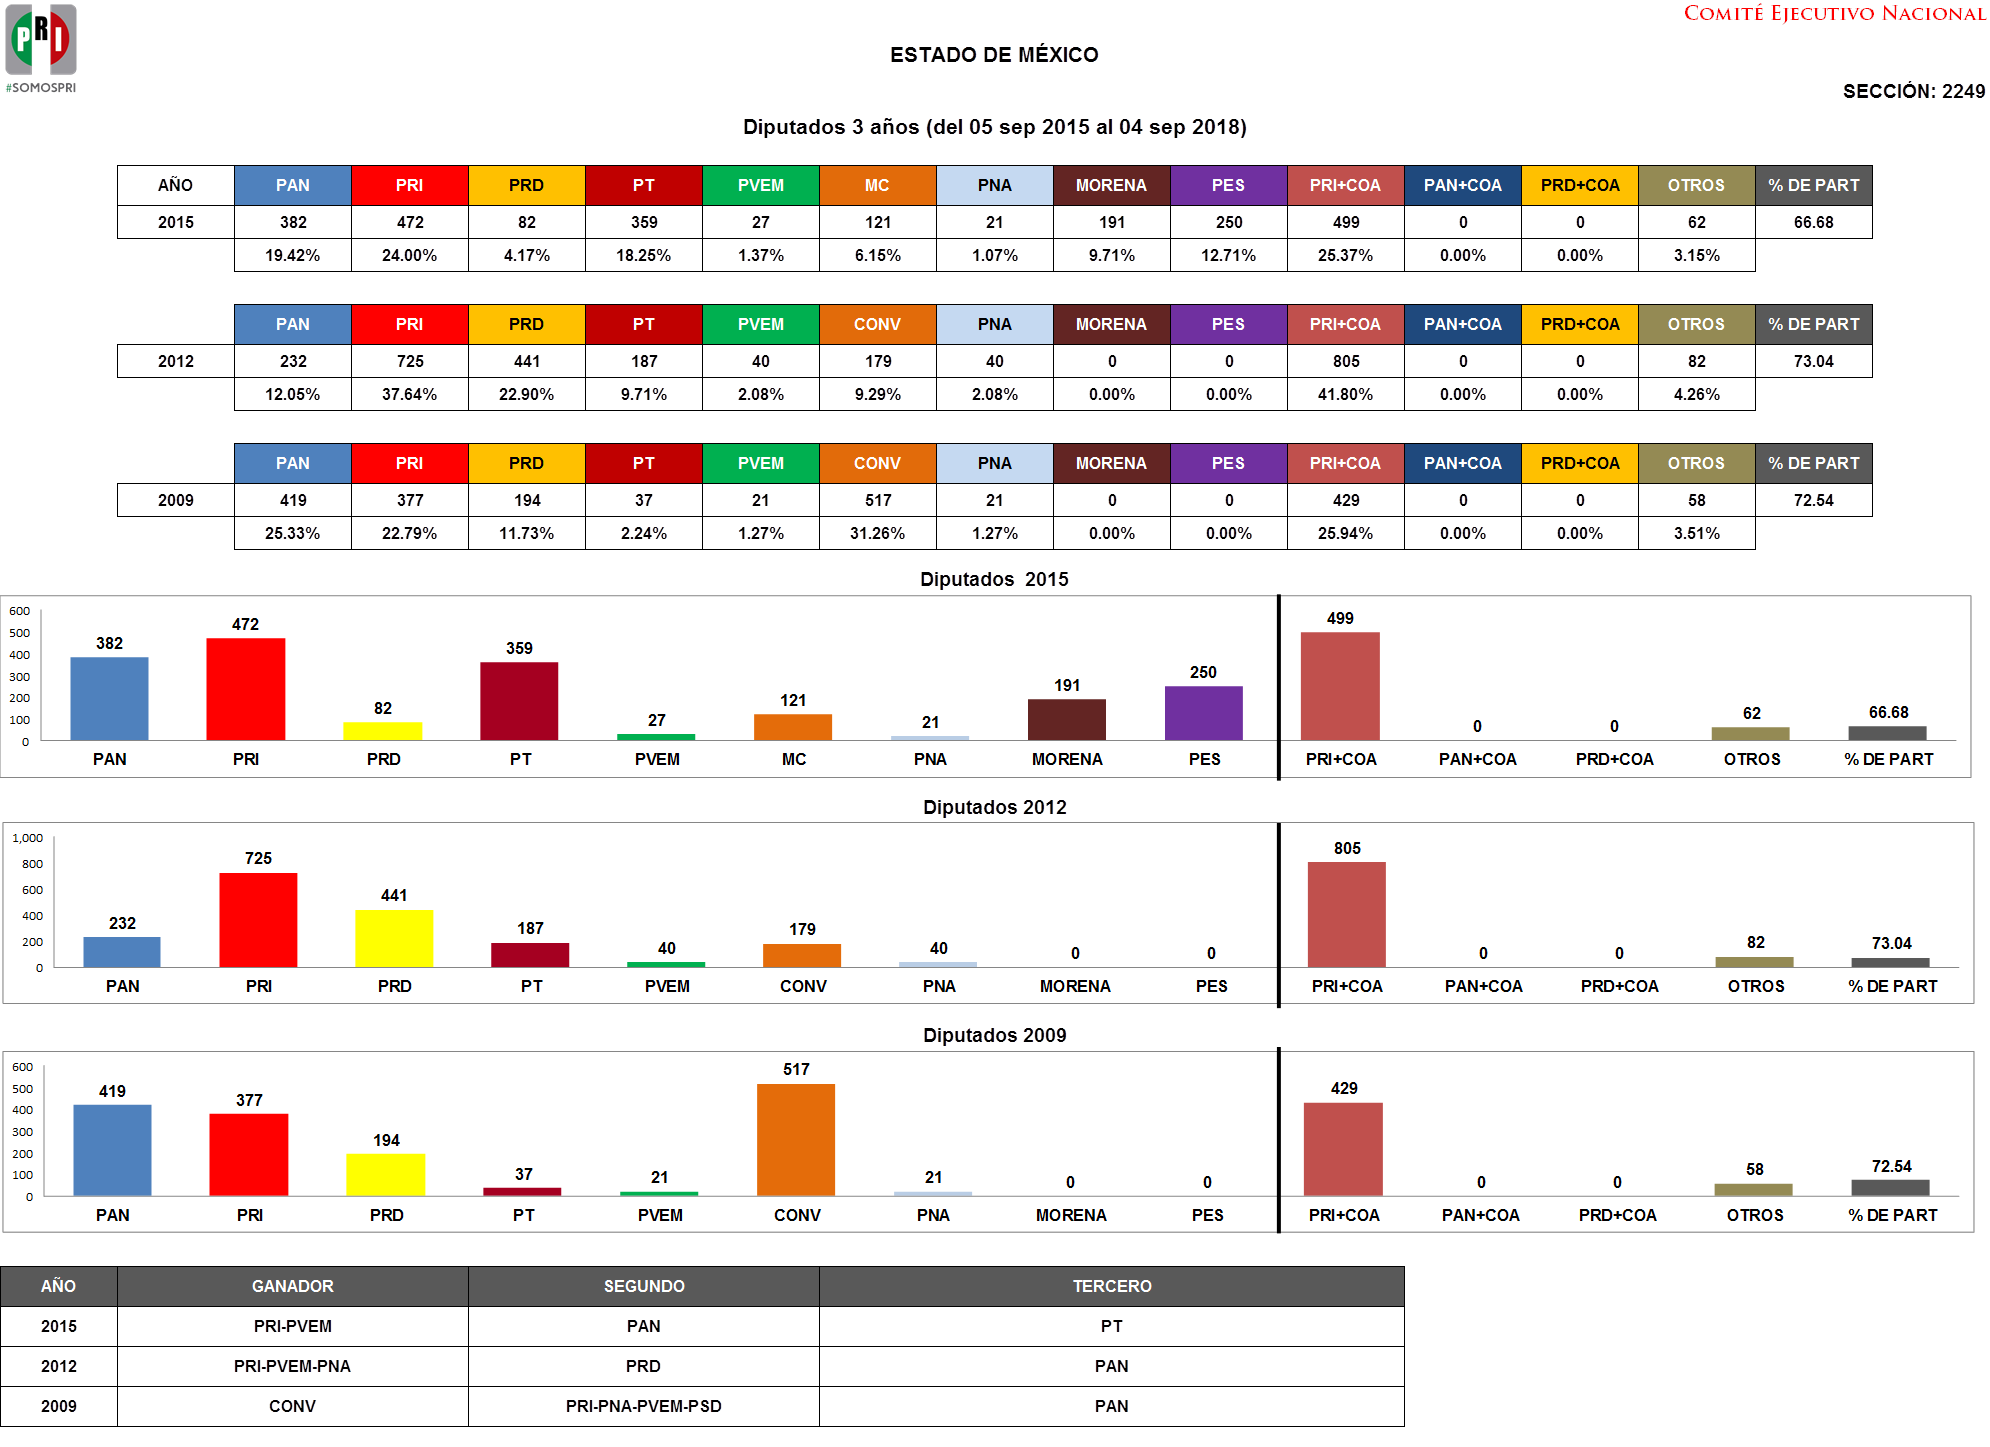 PRI
#SOMOSPRI
COMITÉ EJECUTIVO NACIONAL
ESTADO DE MÉXICO
SECCIÓN: 2249
Diputados 3 años (del 05 sep 2015 al 04 sep 2018)
AÑO PAN PRI PRD PT PVEM MC PNA MORENA PES PRI+COA PAN+COA PRD+COA OTROS % DE PART
2015 382 472 82 359 27 121 21 191 250 499 0 0 62 66.68
19.42% 24.00% 4.17% 18.25% 1.37% 6.15% 1.07% 9.71% 12.71% 25.37% 0.00% 0.00% 3.15%
PAN PRI PRD PT PVEM CONV PNA MORENA PES PRI+COA PAN+COA PRD+COA OTROS % DE PART
2012 232 725 441 187 40 179 40 0 0 805 0 0 82 73.04
12.05% 37.64% 22.90% 9.71% 2.08% 9.29% 2.08% 0.00% 0.00% 41.80% 0.00% 0.00% 4.26%
PAN PRI PRD PT PVEM CONV PNA MORENA PES PRI+COA PAN+COA PRD+COA OTROS % DE PART
2009 419 377 194 37 21 517 21 0 0 429 0 0 58 72.54
25.33% 22.79% 11.73% 2.24% 1.27% 31.26% 1.27% 0.00% 0.00% 25.94% 0.00% 0.00% 3.51%
Diputados 2015
600
500
400
300
200
100
0
382 472 82 359 27 121 21 191 250 499 0 0 62 66.68
PAN PRI PRD PT PVEM MC PNA MORENA PES PRI+COA PAN+COA PRD+COA OTROS % DE PART
Diputados 2012
1,000
800
600
400
200
0
232 725 441 187 40 179 40 0 0 805 0 0 82 73.04
PAN PRI PRD PT PVEM CONV PNA MORENA PES PRI+COA PAN+COA PRD+COA OTROS % DE PART
Diputados 2009
600
500
400
300
200
100
0
419 377 194 37 21 517 21 0 0 429 0 0 58 72.54
PAN PRI PRD PT PVEM CONV PNA MORENA PES PRI+COA PAN+COA PRD+COA OTROS % DE PART
AÑO GANADOR SEGUNDO TERCERO
2015 PRI-PVEM PAN PT
2012 PRI-PVEM-PNA PRD PAN
2009 CONV PRI-PNA-PVEM-PSD PAN